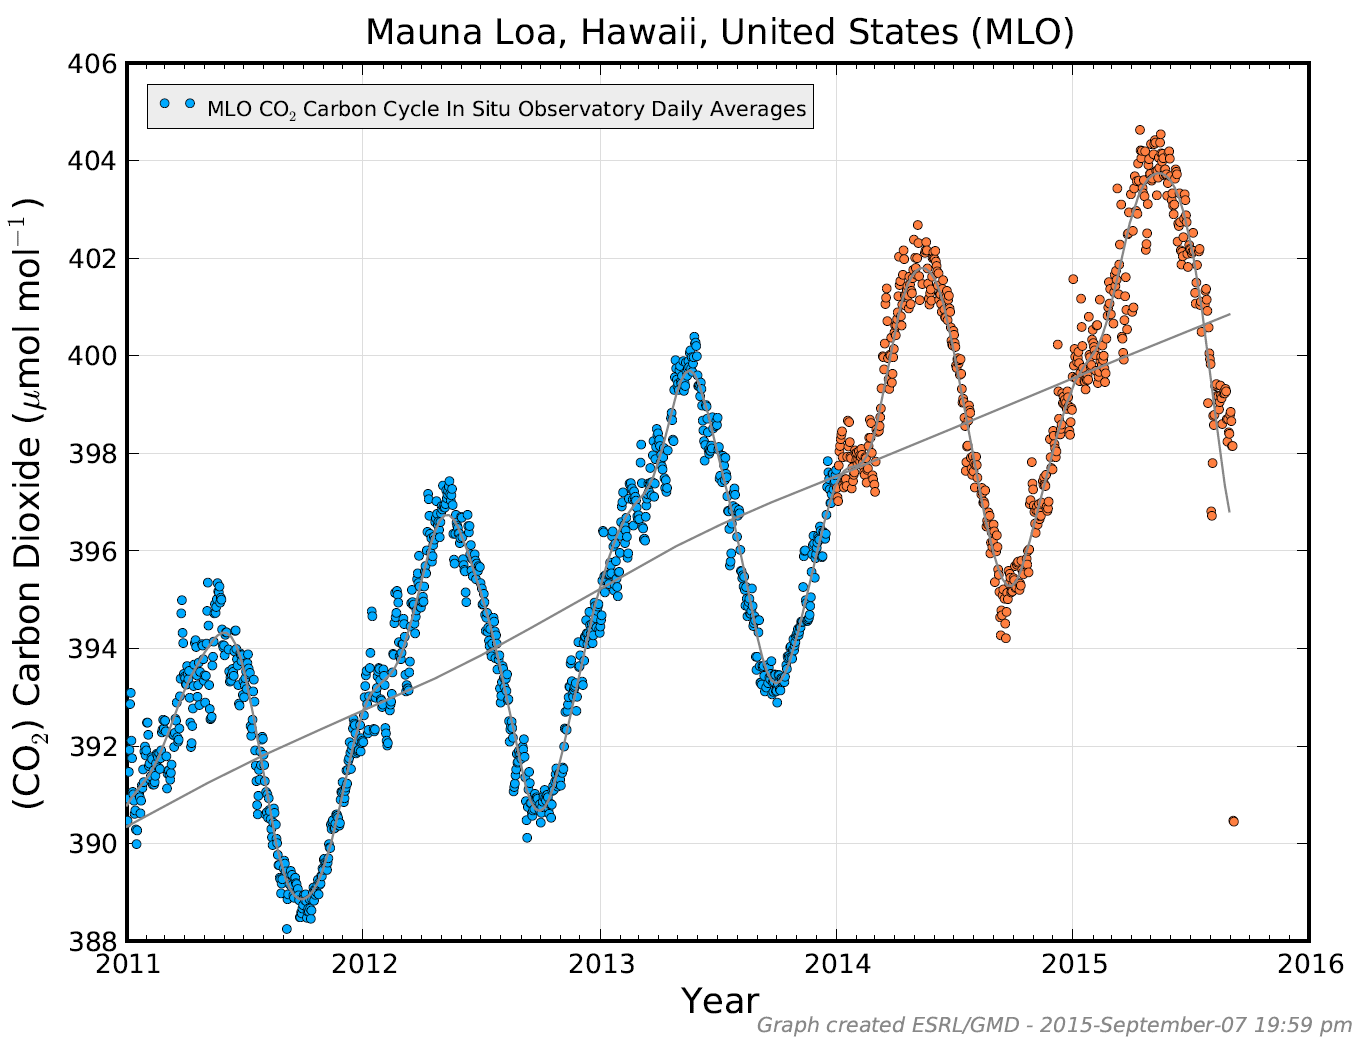 Mauna Loa, Hawaii, United States (MLO)
406
MLO CO₂ Carbon Cycle In Situ Observatory Daily Averages
404
402
400
398
396
394
392
390
388
(CO₂) Carbon Dioxide (μmol mol⁻¹)
2011 2012 2013 2014 2015 2016
Year
Graph created ESRL/GMD - 2015-September-07 19:59 pm